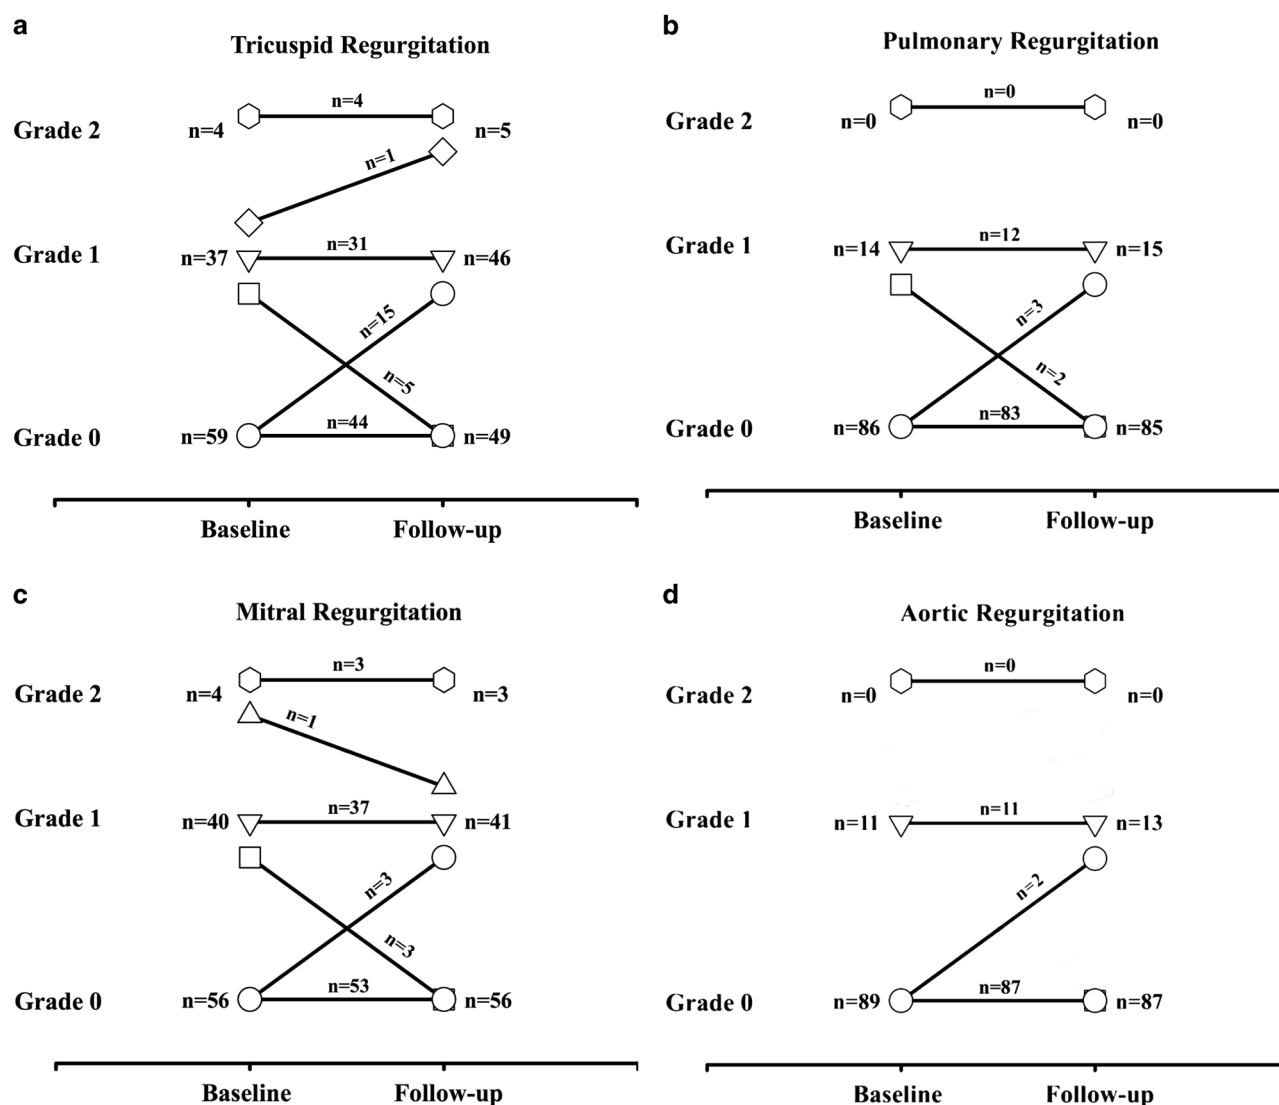 a
Tricuspid Regurgitation
n=4
Grade 2
n=4
n=5
n=1
Grade 1
n=37
n=31
n=46
n=15
n=5
Grade 0
n=59
n=44
n=49
Baseline
Follow-up
b
Pulmonary Regurgitation
n=0
Grade 2
n=0
n=0
Grade 1
n=14
n=12
n=15
n=3
n=2
Grade 0
n=86
n=83
n=85
Baseline
Follow-up
c
Mitral Regurgitation
n=3
Grade 2
n=4
n=3
n=1
Grade 1
n=40
n=37
n=41
n=3
n=3
Grade 0
n=56
n=53
n=56
Baseline
Follow-up
d
Aortic Regurgitation
n=0
Grade 2
n=0
n=0
Grade 1
n=11
n=11
n=13
n=2
Grade 0
n=89
n=87
n=87
Baseline
Follow-up